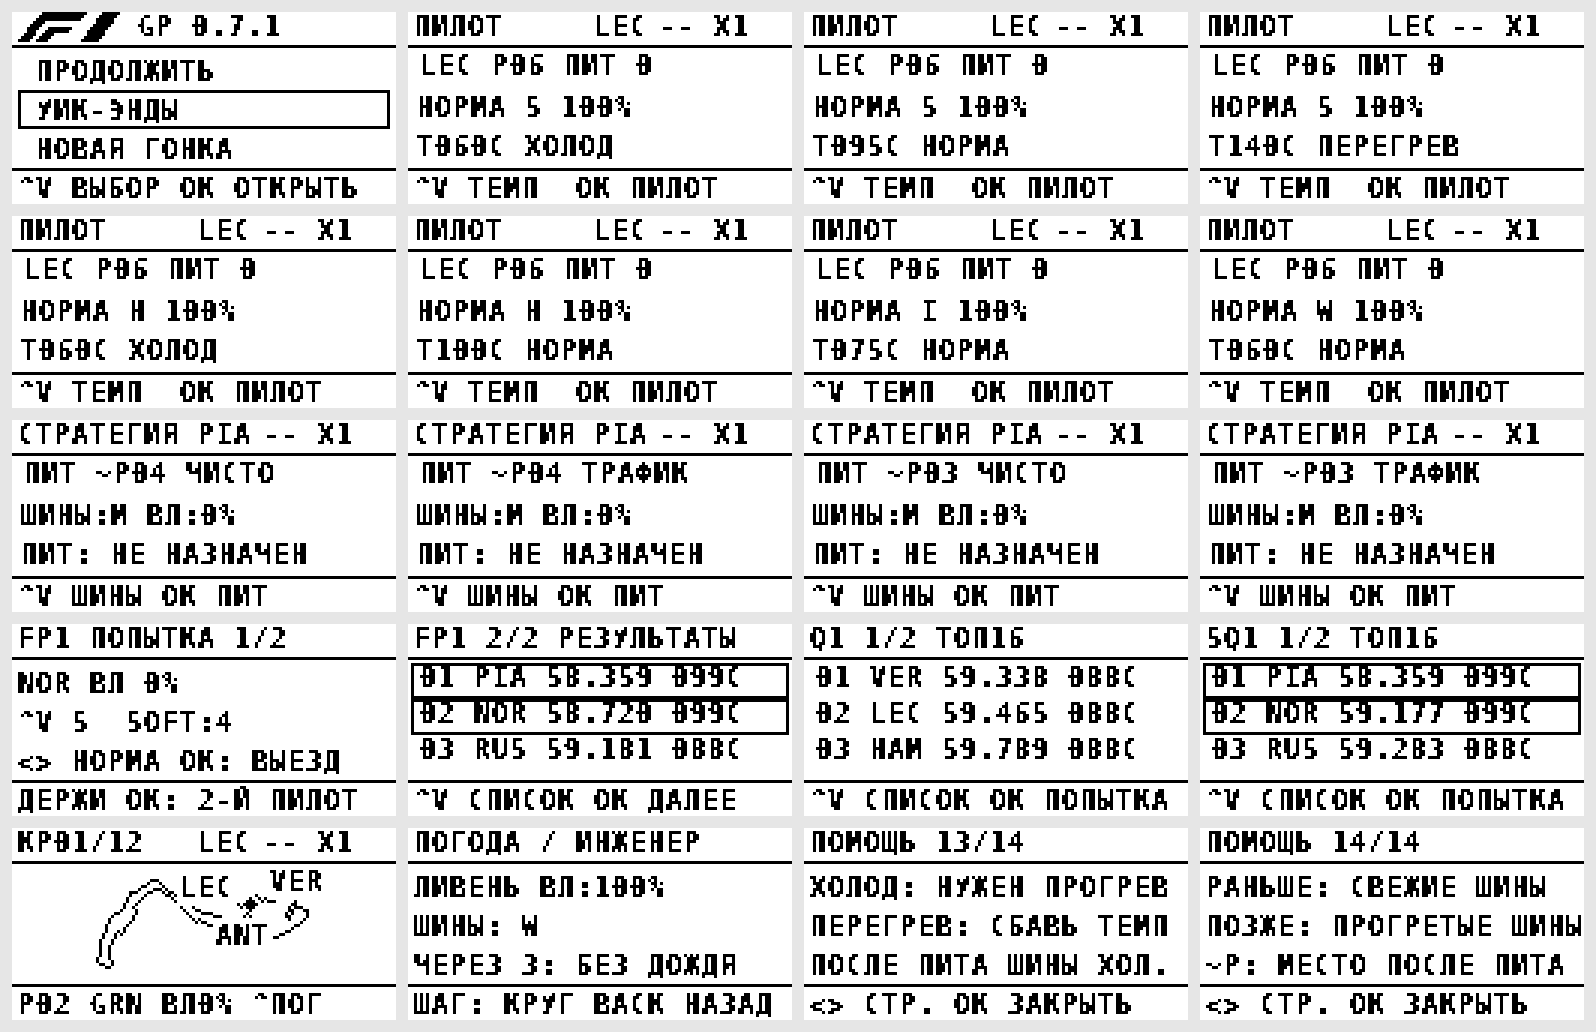 F1 GP 0.7.1
ПРОДОЛЖИТЬ
УИК-ЭНДЫ
НОВАЯ ГОНКА
^V ВЫБОР ОК ОТКРЫТЬ
ПИЛОТ LEC -- X1
LEC P06 ПИТ 0
НОРМА S 100%
T060C ХОЛОД
^V ТЕМП ОК ПИЛОТ
ПИЛОТ LEC -- X1
LEC P06 ПИТ 0
НОРМА S 100%
T095C НОРМА
^V ТЕМП ОК ПИЛОТ
ПИЛОТ LEC -- X1
LEC P06 ПИТ 0
НОРМА S 100%
T140C ПЕРЕГРЕВ
^V ТЕМП ОК ПИЛОТ
ПИЛОТ LEC -- X1
LEC P06 ПИТ 0
НОРМА H 100%
T060C ХОЛОД
^V ТЕМП ОК ПИЛОТ
ПИЛОТ LEC -- X1
LEC P06 ПИТ 0
НОРМА H 100%
T100C НОРМА
^V ТЕМП ОК ПИЛОТ
ПИЛОТ LEC -- X1
LEC P06 ПИТ 0
НОРМА I 100%
T075C НОРМА
^V ТЕМП ОК ПИЛОТ
ПИЛОТ LEC -- X1
LEC P06 ПИТ 0
НОРМА W 100%
T060C НОРМА
^V ТЕМП ОК ПИЛОТ
СТРАТЕГИЯ PIA -- X1
ПИТ ~P04 ЧИСТО
ШИНЫ:M ВЛ:0%
ПИТ: НЕ НАЗНАЧЕН
^V ШИНЫ ОК ПИТ
СТРАТЕГИЯ PIA -- X1
ПИТ ~P04 ТРАФИК
ШИНЫ:M ВЛ:0%
ПИТ: НЕ НАЗНАЧЕН
^V ШИНЫ ОК ПИТ
СТРАТЕГИЯ PIA -- X1
ПИТ ~P03 ЧИСТО
ШИНЫ:M ВЛ:0%
ПИТ: НЕ НАЗНАЧЕН
^V ШИНЫ ОК ПИТ
СТРАТЕГИЯ PIA -- X1
ПИТ ~P03 ТРАФИК
ШИНЫ:M ВЛ:0%
ПИТ: НЕ НАЗНАЧЕН
^V ШИНЫ ОК ПИТ
FP1 ПОПЫТКА 1/2
NOR ВЛ 0%
^V S SOFT:4
<> НОРМА ОК: ВЫЕЗД
ДЕРЖИ ОК: 2-Й ПИЛОТ
FP1 2/2 РЕЗУЛЬТАТЫ
01 PIA 58.359 099C
02 NOR 58.720 099C
03 RUS 59.181 088C
^V СПИСОК ОК ДАЛЕЕ
Q1 1/2 ТОП16
01 VER 59.338 088C
02 LEC 59.465 088C
03 HAM 59.789 088C
^V СПИСОК ОК ПОПЫТКА
SQ1 1/2 ТОП16
01 PIA 58.359 099C
02 NOR 59.177 099C
03 RUS 59.283 088C
^V СПИСОК ОК ПОПЫТКА
КР01/12 LEC -- X1
LEC VER
ANT
P02 GRN ВЛ0% ^ПОГ
ПОГОДА / ИНЖЕНЕР
ЛИВЕНЬ ВЛ:100%
ШИНЫ: W
ЧЕРЕЗ 3: БЕЗ ДОЖДЯ
ШАГ: КРУГ BACK НАЗАД
ПОМОЩЬ 13/14
ХОЛОД: НУЖЕН ПРОГРЕВ
ПЕРЕГРЕВ: СБАВЬ ТЕМП
ПОСЛЕ ПИТА ШИНЫ ХОЛ.
<> СТР. ОК ЗАКРЫТЬ
ПОМОЩЬ 14/14
РАНЬШЕ: СВЕЖИЕ ШИНЫ
ПОЗЖЕ: ПРОГРЕТЫЕ ШИНЫ
~P: МЕСТО ПОСЛЕ ПИТА
<> СТР. ОК ЗАКРЫТЬ